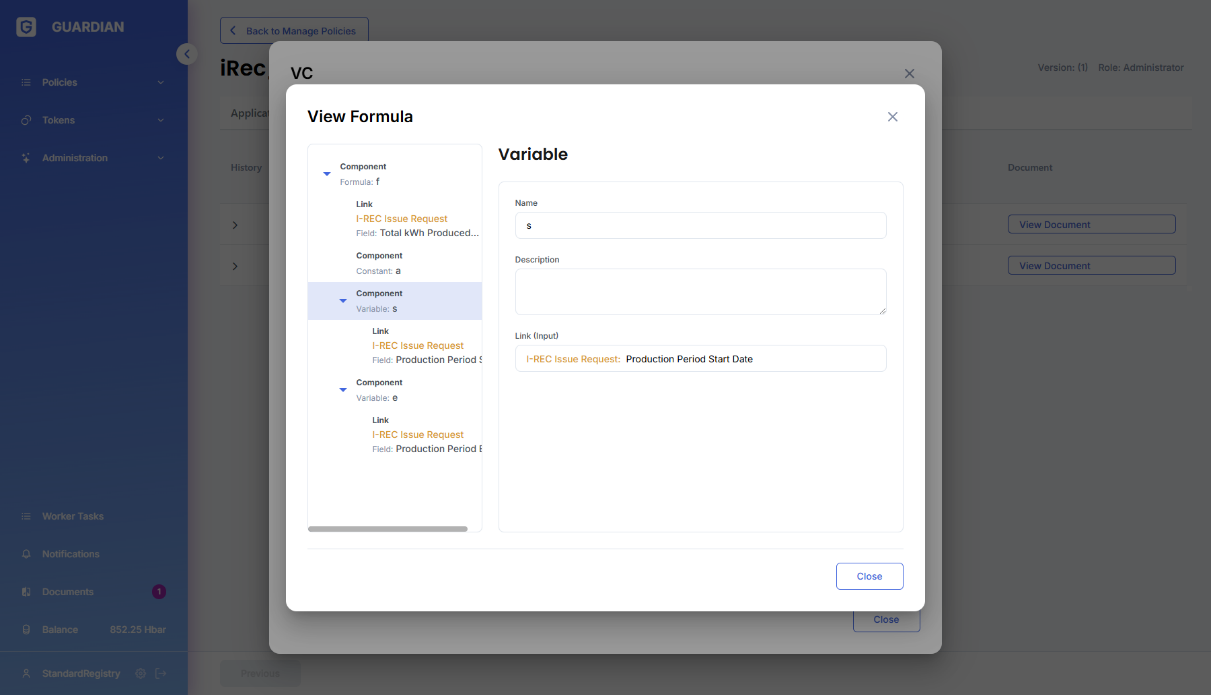 GUARDIAN
Policies
Tokens
Administration
Worker Tasks
Notifications
Documents 1
Balance 852.25 Hbar
StandardRegistry
Back to Manage Policies
iRec
Version: (1) Role: Administrator
Applicat
History
Document
View Document
View Document
Previous
VC
Close
View Formula
Component
Formula: f
Link
I-REC Issue Request
Field: Total kWh Produced...
Component
Constant: a
Component
Variable: s
Link
I-REC Issue Request
Field: Production Period S
Component
Variable: e
Link
I-REC Issue Request
Field: Production Period E
Variable
Name
s
Description
Link (Input)
I-REC Issue Request: Production Period Start Date
Close